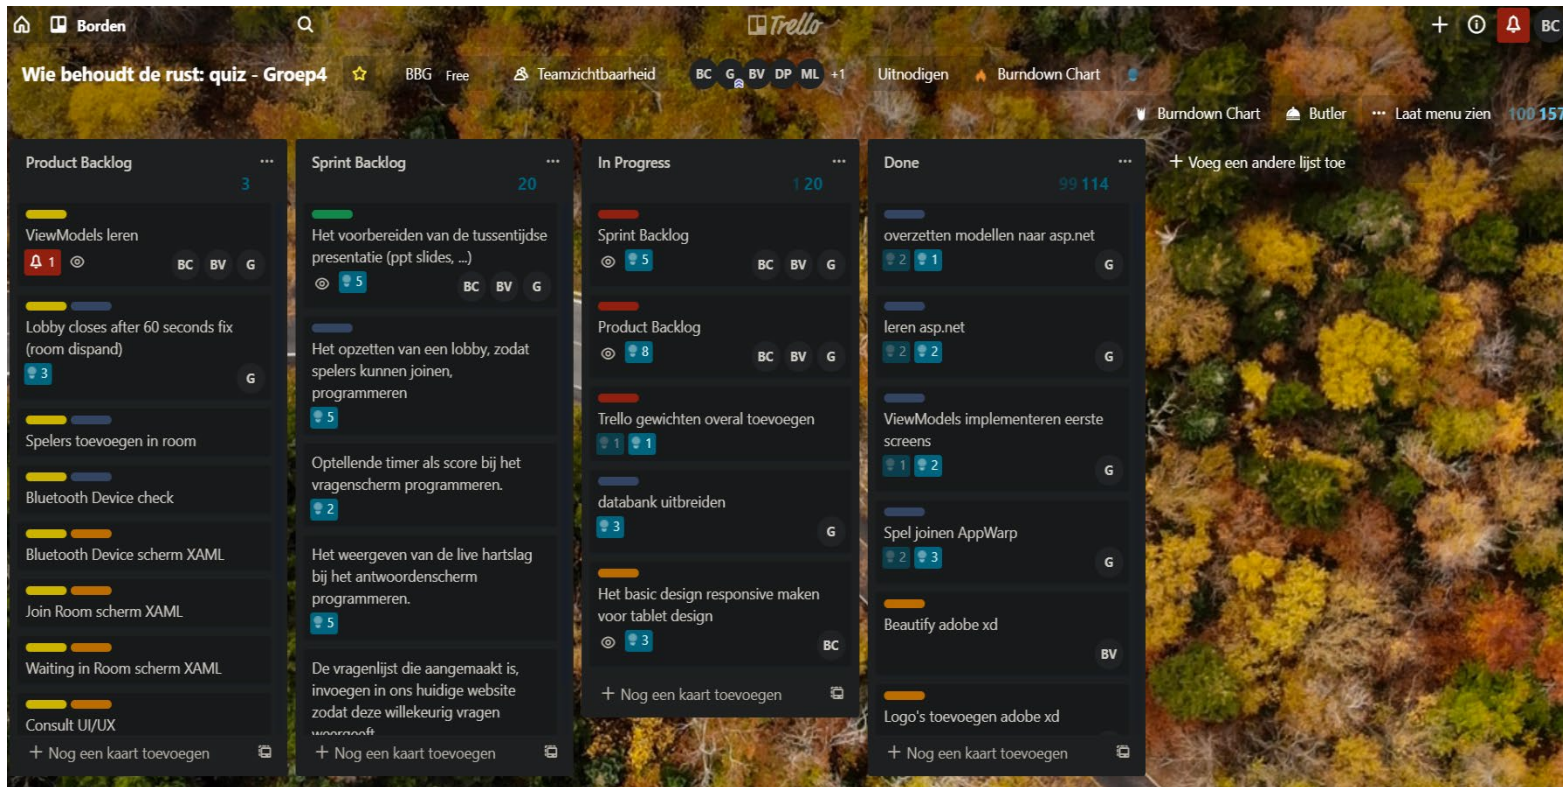 Borden
Trello
BC
Wie behoudt de rust: quiz - Groep4
BBG Free
Teamzichtbaarheid
BC G BV DP ML +1
Uitnodigen
Burndown Chart
Burndown Chart
Butler
Laat menu zien
100 157
Product Backlog
3
ViewModels leren
1
BC BV G
Lobby closes after 60 seconds fix
(room dispand)
3
G
Spelers toevoegen in room
Bluetooth Device check
Bluetooth Device scherm XAML
Join Room scherm XAML
Waiting in Room scherm XAML
Consult UI/UX
+ Nog een kaart toevoegen
Sprint Backlog
20
Het voorbereiden van de tussentijdse
presentatie (ppt slides, ...)
5
BC BV G
Het opzetten van een lobby, zodat
spelers kunnen joinen,
programmeren
5
Optellende timer als score bij het
vragenscherm programmeren.
2
Het weergeven van de live hartslag
bij het antwoordenscherm
programmeren.
5
De vragenlijst die aangemaakt is,
invoegen in ons huidige website
zodat deze willekeurig vragen
+ Nog een kaart toevoegen
In Progress
1 20
Sprint Backlog
5
BC BV G
Product Backlog
8
BC BV G
Trello gewichten overal toevoegen
1 1
databank uitbreiden
3
G
Het basic design responsive maken
voor tablet design
3
BC
+ Nog een kaart toevoegen
Done
99 114
overzetten modellen naar asp.net
2 1
G
leren asp.net
2 2
G
ViewModels implementeren eerste
screens
1 2
G
Spel joinen AppWarp
2 3
G
Beautify adobe xd
BV
Logo's toevoegen adobe xd
+ Nog een kaart toevoegen
+ Voeg een andere lijst toe